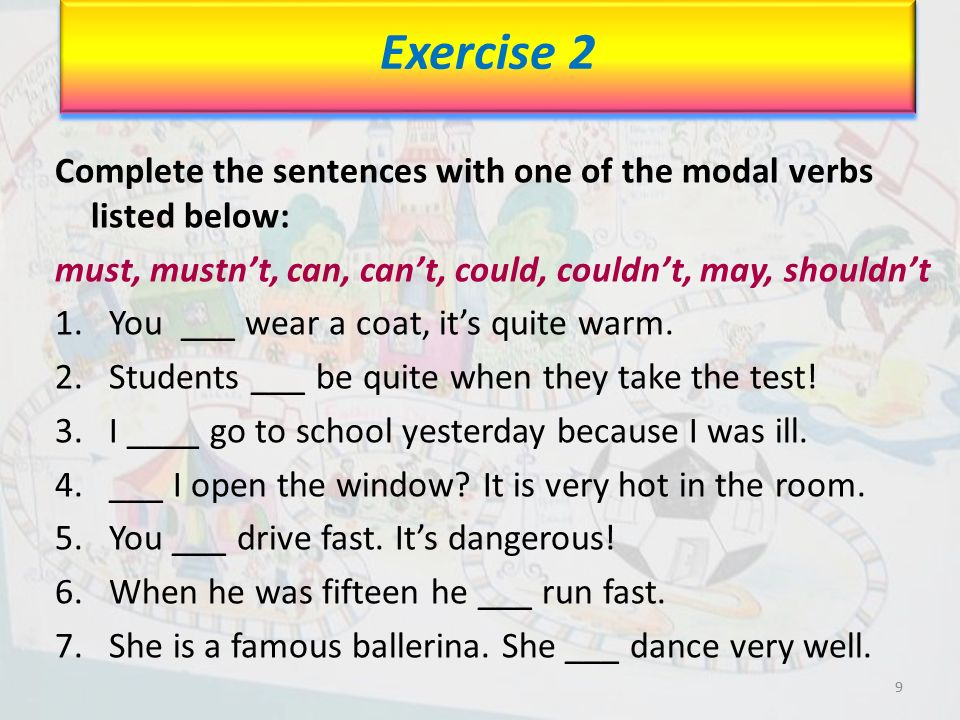 Exercise 2
Complete the sentences with one of the modal verbs
listed below:
must, mustn’t, can, can’t, could, couldn’t, may, shouldn’t
1. You ___ wear a coat, it’s quite warm.
2. Students ___ be quite when they take the test!
3. I ____ go to school yesterday because I was ill.
4. ___ I open the window? It is very hot in the room.
5. You ___ drive fast. It’s dangerous!
6. When he was fifteen he ___ run fast.
7. She is a famous ballerina. She ___ dance very well.
9